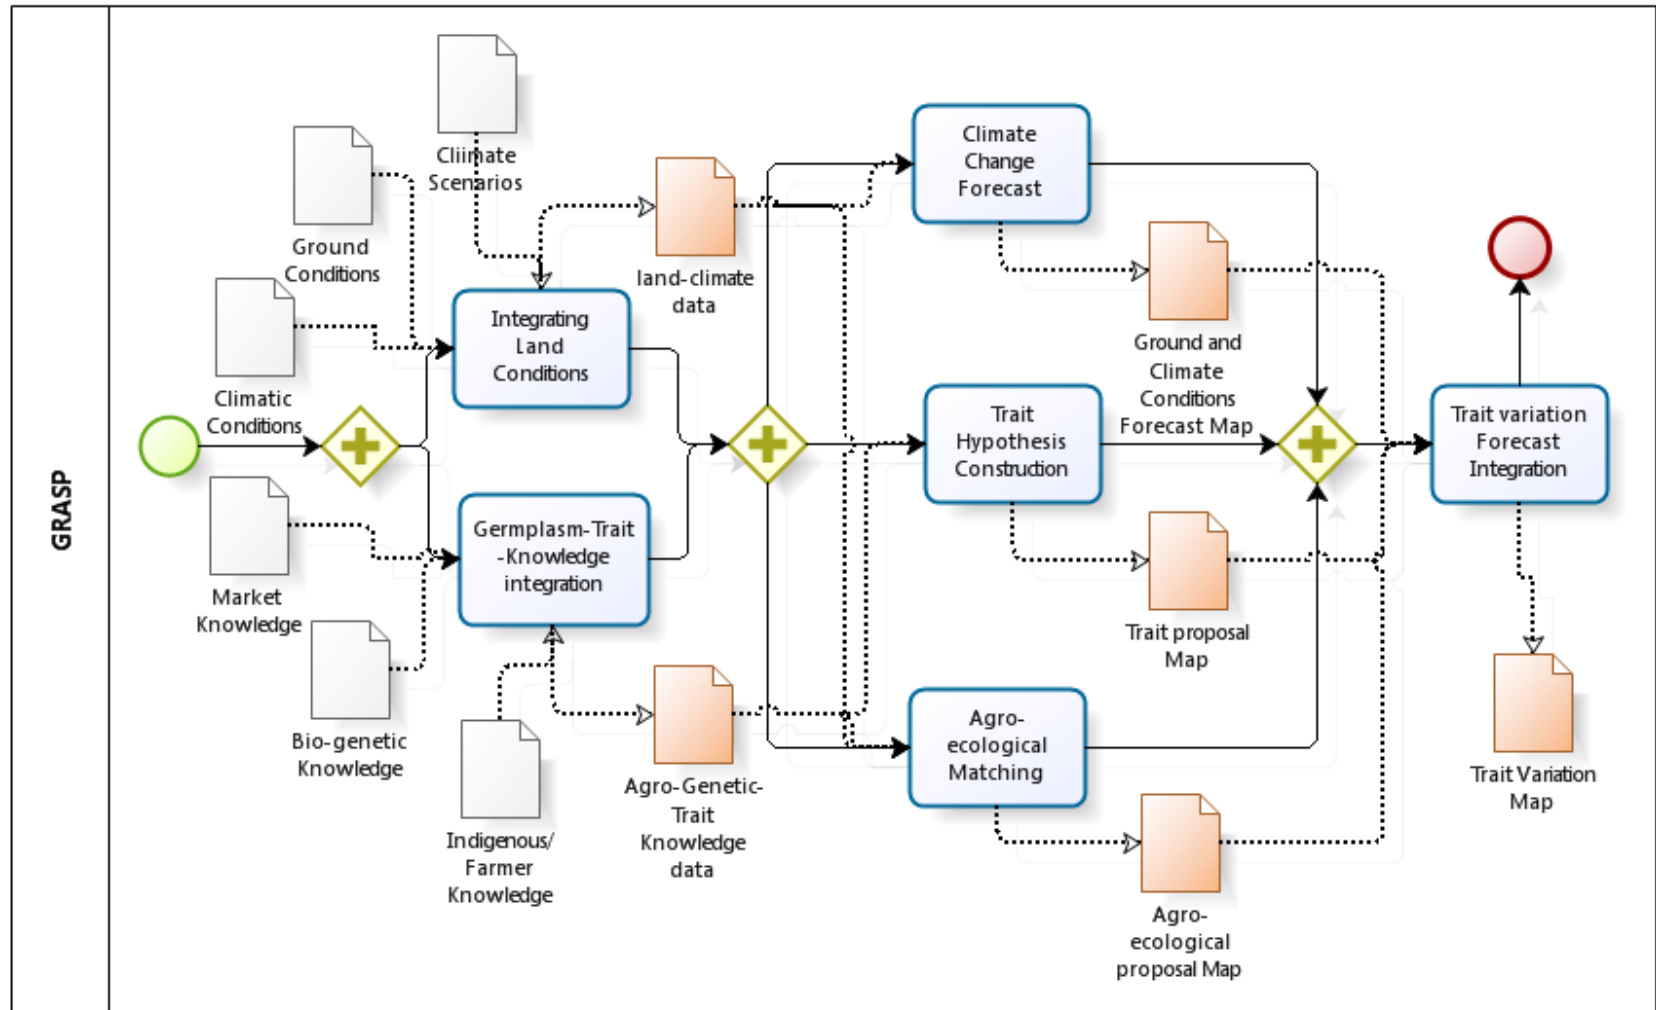 GRASP
Cliimate
Scenarios
Ground
Conditions
Climatic
Conditions
Market
Knowledge
Bio-genetic
Knowledge
Indigenous/
Farmer
Knowledge
Integrating
Land
Conditions
Germplasm-Trait
-Knowledge
integration
land-climate
data
Agro-Genetic-
Trait
Knowledge
data
Climate
Change
Forecast
Trait
Hypothesis
Construction
Agro-
ecological
Matching
Ground and
Climate
Conditions
Forecast Map
Trait proposal
Map
Agro-
ecological
proposal Map
Trait variation
Forecast
Integration
Trait Variation
Map